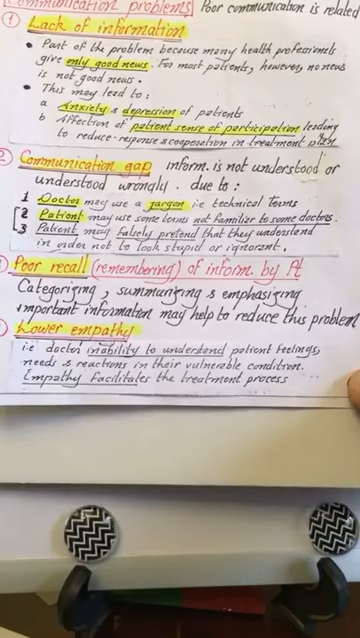 Communication problems Poor communication is related
1 Lack of information
• Part of the problem because many health professionals
give only good news. For most patients, however, no news
is not good news.
• This may lead to:
a Anxiety & depression of patients
b Affection of patient sense of participation leading
to reduce response & cooperation in treatment plan
2 Communication gap inform. is not understood or
understood wrongly. due to:
1 Doctor may use a jargon i.e technical terms
2 Patient may use some terms not familiar to some doctors.
3 Patient may falsely pretend that they understand
in order not to look stupid or ignorant.
Poor recall (remembering) of inform. by Pt
Categorizing, summarizing & emphasizing
important information may help to reduce this problem
Lower empathy
i.e doctor inability to understand patient feelings,
needs & reactions in their vulnerable condition.
Empathy facilitates the treatment process